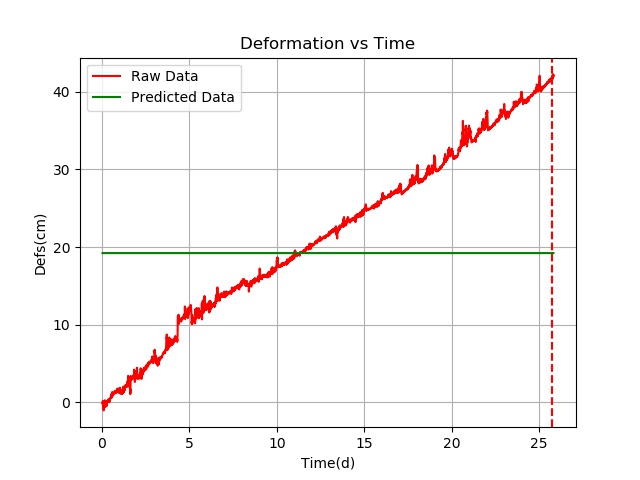 Deformation vs Time
Raw Data
Predicted Data
40
30
20
10
0
Defs(cm)
0 5 10 15 20 25
Time(d)